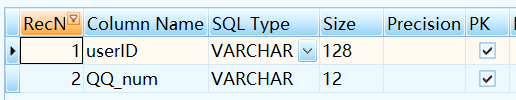 RecN Column Name SQL Type Size Precision PK
1 userID VARCHAR 128
2 QQ_num VARCHAR 12